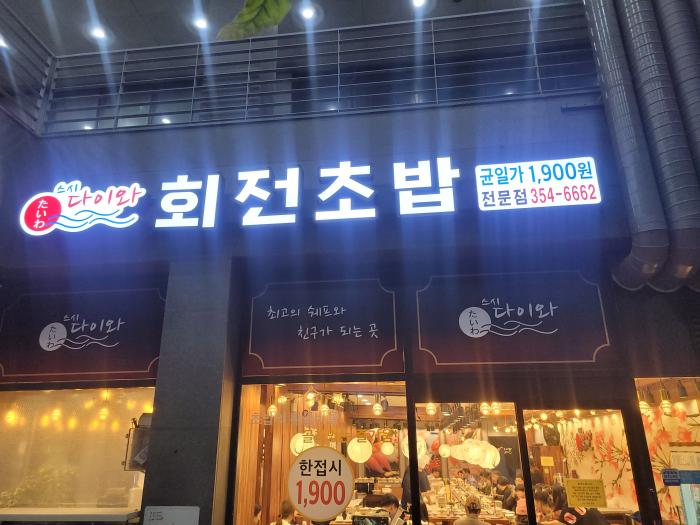 스시 다이와
たいわ
회전초밥
균일가 1,900원
전문점 354-6662
스시 다이와
たいわ
최고의 쉐프와
친구가 되는 곳
스시 다이와
たいわ
한접시
1,900